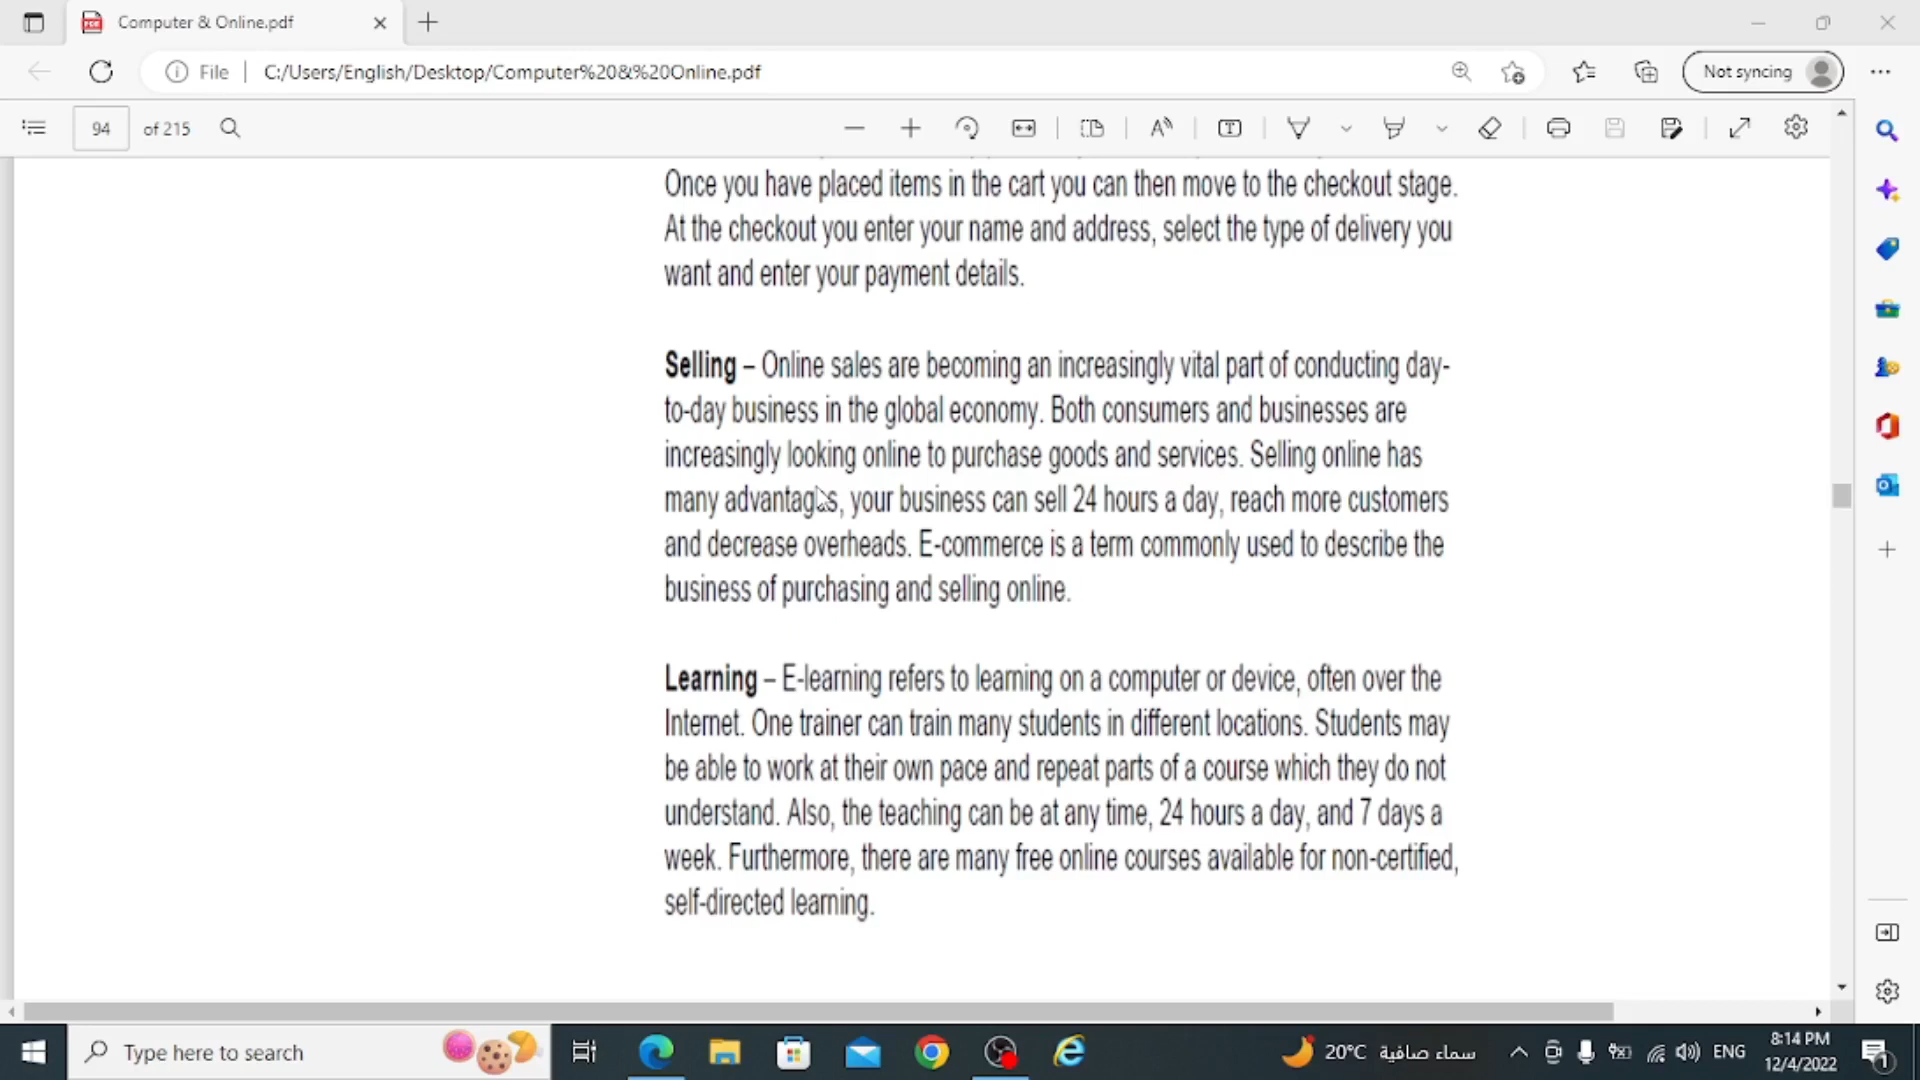 Computer & Online.pdf
File
C:/Users/English/Desktop/Computer%20&%20Online.pdf
Not syncing
94 of 215
Once you have placed items in the cart you can then move to the checkout stage.
At the checkout you enter your name and address, select the type of delivery you
want and enter your payment details.
Selling – Online sales are becoming an increasingly vital part of conducting day-
to-day business in the global economy. Both consumers and businesses are
increasingly looking online to purchase goods and services. Selling online has
many advantages, your business can sell 24 hours a day, reach more customers
and decrease overheads. E-commerce is a term commonly used to describe the
business of purchasing and selling online.
Learning – E-learning refers to learning on a computer or device, often over the
Internet. One trainer can train many students in different locations. Students may
be able to work at their own pace and repeat parts of a course which they do not
understand. Also, the teaching can be at any time, 24 hours a day, and 7 days a
week. Furthermore, there are many free online courses available for non-certified,
self-directed learning.
Type here to search
20°C سماء صافية
ENG
8:14 PM
12/4/2022
1